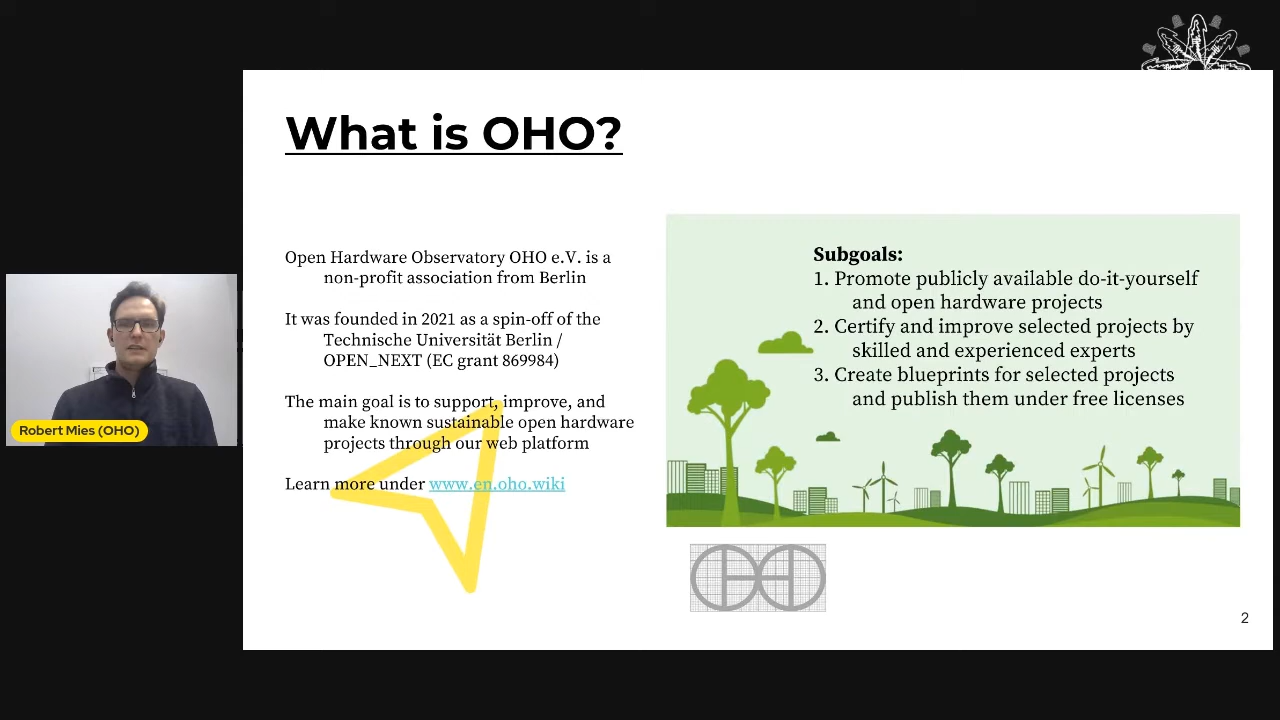 What is OHO?
Open Hardware Observatory OHO e.V. is a
non-profit association from Berlin
It was founded in 2021 as a spin-off of the
Technische Universität Berlin /
OPEN_NEXT (EC grant 869984)
The main goal is to support, improve, and
make known sustainable open hardware
projects through our web platform
Learn more under www.en.oho.wiki
Subgoals:
1. Promote publicly available do-it-yourself
and open hardware projects
2. Certify and improve selected projects by
skilled and experienced experts
3. Create blueprints for selected projects
and publish them under free licenses
Robert Mies (OHO)
OHO
2